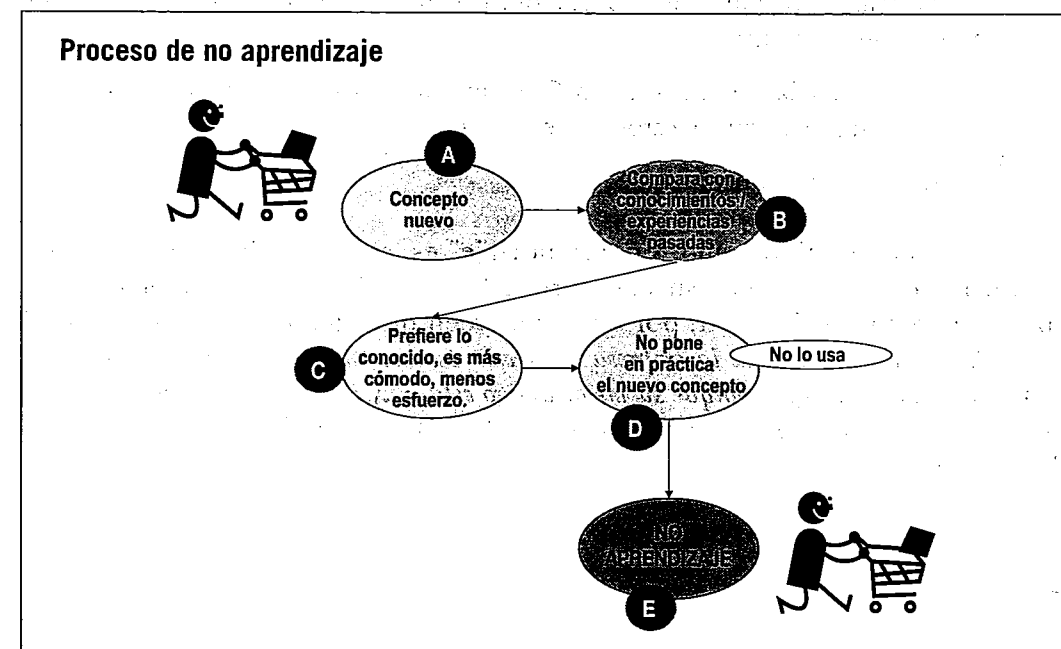 Proceso de no aprendizaje
A
Concepto
nuevo
Compara con
conocimientos /
experiencias
pasadas
B
C
Prefiere lo
conocido, es más
cómodo, menos
esfuerzo.
No pone
en práctica
el nuevo concepto
No lo usa
D
NO
APRENDIZAJE
E